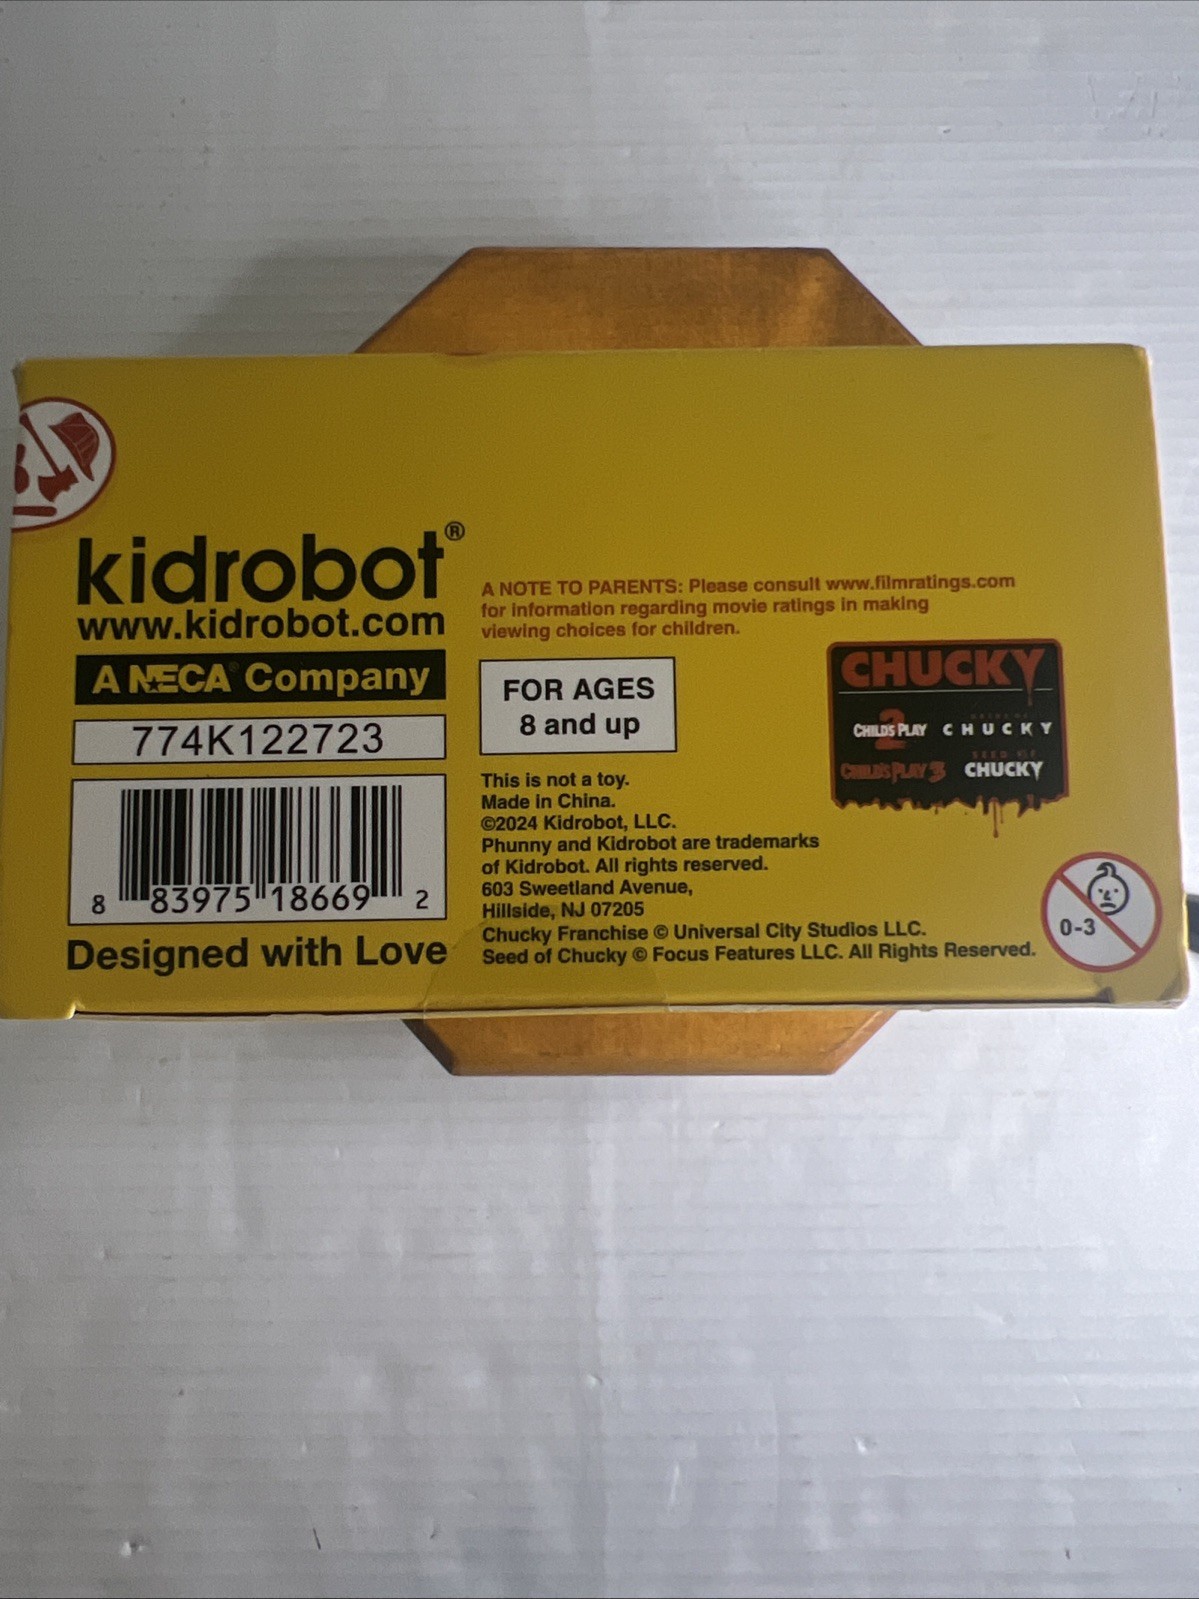 kidrobot®
www.kidrobot.com
A NECA® Company
774K122723
8 83975 18669 2
Designed with Love
A NOTE TO PARENTS: Please consult www.filmratings.com
for information regarding movie ratings in making
viewing choices for children.
FOR AGES
8 and up
This is not a toy.
Made in China.
©2024 Kidrobot, LLC.
Phunny and Kidrobot are trademarks
of Kidrobot. All rights reserved.
603 Sweetland Avenue,
Hillside, NJ 07205
Chucky Franchise © Universal City Studios LLC.
Seed of Chucky © Focus Features LLC. All Rights Reserved.
CHUCKY
CHILD'S PLAY 2
CHUCKY
CHILD'S PLAY 3
SEED OF
CHUCKY
0-3